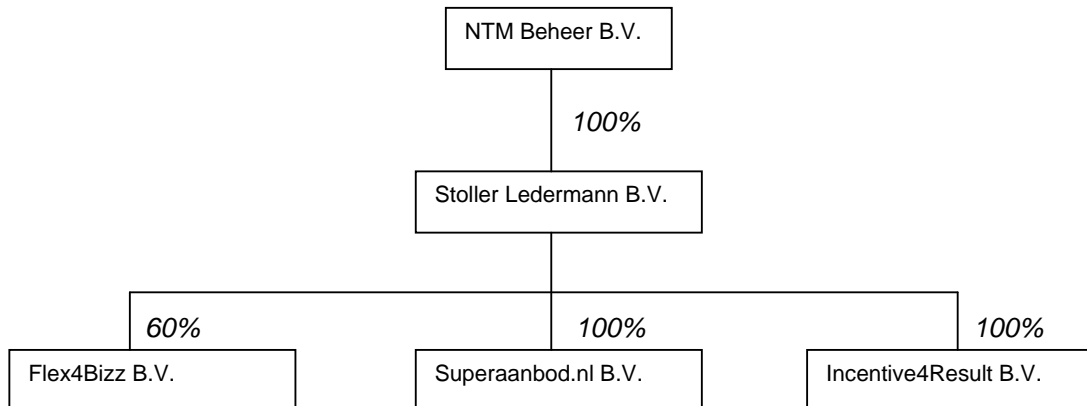 NTM Beheer B.V.
100%
Stoller Ledermann B.V.
60%
100%
100%
Flex4Bizz B.V.
Superaanbod.nl B.V.
Incentive4Result B.V.